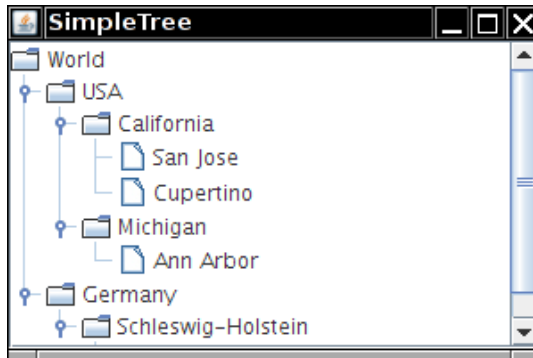 SimpleTree
World
USA
California
San Jose
Cupertino
Michigan
Ann Arbor
Germany
Schleswig-Holstein